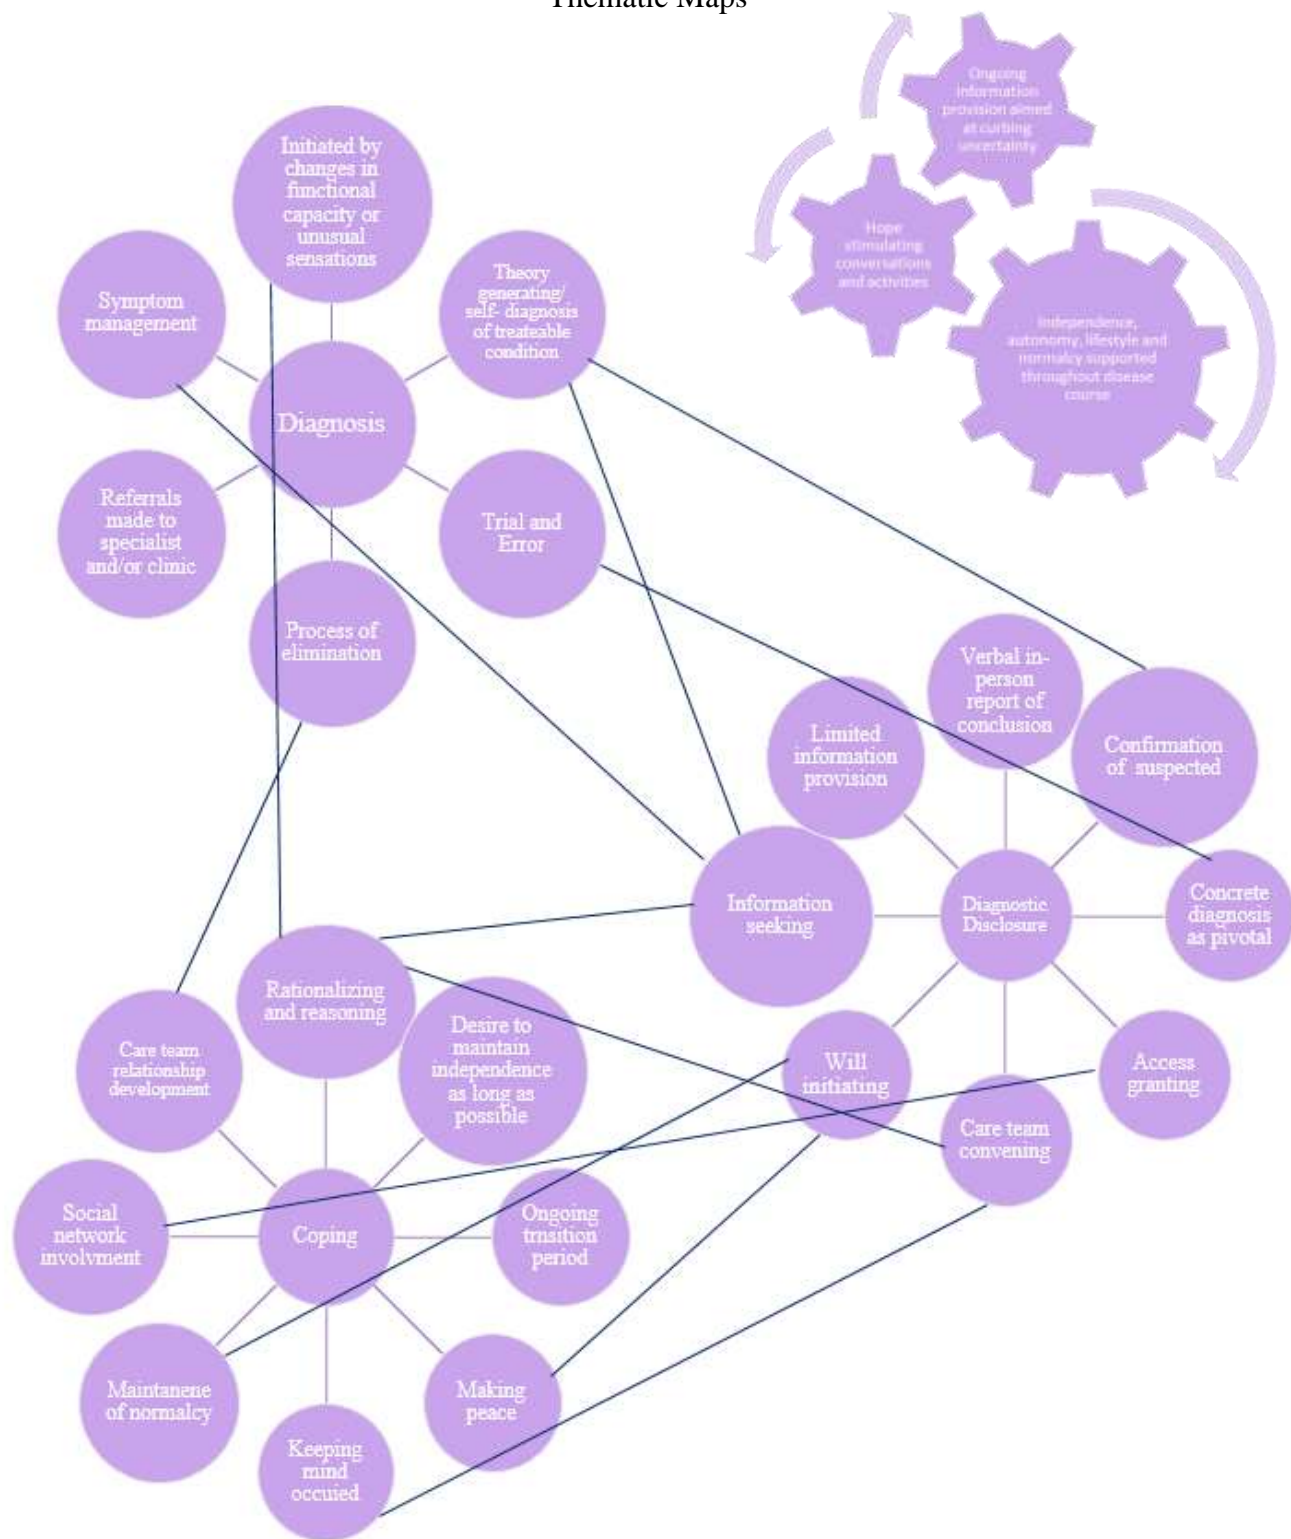 Thematic Maps
Ongoing
information
provision aimed
at curbing
uncertainty
Hope
stimulating
conversations
and activities
Independence,
autonomy, lifestyle and
normalcy supported
throughout disease
course
Initiated by
changes in
functional
capacity or
unusual
sensations
Symptom
management
Theory
generating/
self- diagnosis
of treateable
condition
Diagnosis
Referrals
made to
specialist
and/or clinic
Trial and
Error
Process of
elimination
Verbal in-
person
report of
conclusion
Limited
information
provision
Confirmation
of suspected
Information
seeking
Diagnostic
Disclosure
Concrete
diagnosis
as pivotal
Will
initiating
Access
granting
Care team
convening
Rationalizing
and reasoning
Care team
relationship
development
Desire to
maintain
independence
as long as
possible
Social
network
involvment
Coping
Ongoing
trnsition
period
Maintanene
of normalcy
Making
peace
Keeping
mind
occuied